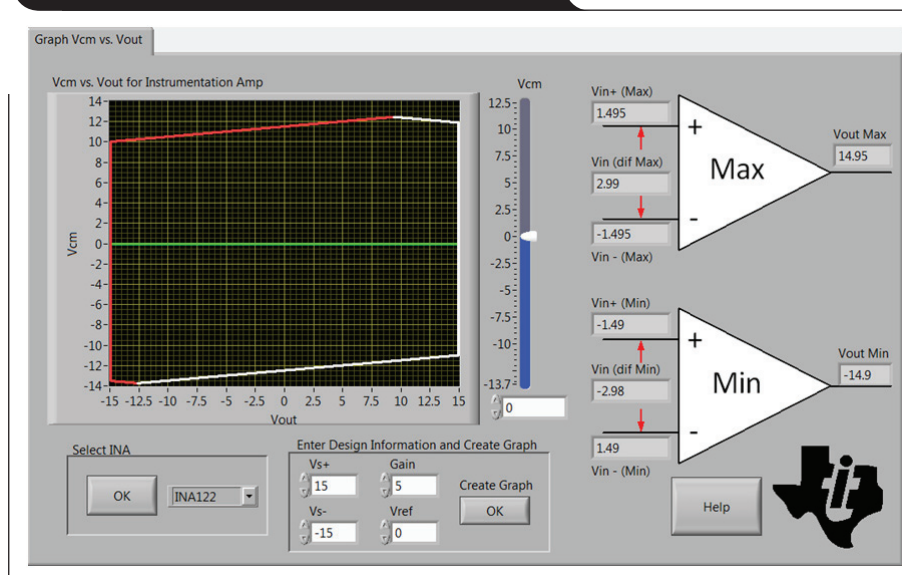 Graph Vcm vs. Vout
Vcm vs. Vout for Instrumentation Amp
Vcm
14
12
10
8
6
4
2
0
-2
-4
-6
-8
-10
-12
-14
-15 -12.5 -10 -7.5 -5 -2.5 0 2.5 5 7.5 10 12.5 15
Vout
Vcm
12.5
10
7.5
5
2.5
0
-2.5
-5
-7.5
-10
-13.7
0
Vin+ (Max)
1.495
Vin (dif Max)
2.99
-1.495
Vin - (Max)
+
Max
-
Vout Max
14.95
Vin+ (Min)
-1.49
Vin (dif Min)
-2.98
1.49
Vin - (Min)
+
Min
-
Vout Min
-14.9
Select INA
OK
INA122
Enter Design Information and Create Graph
Vs+ Gain
15 5
Create Graph
Vs- Vref
OK
-15 0
Help
ti